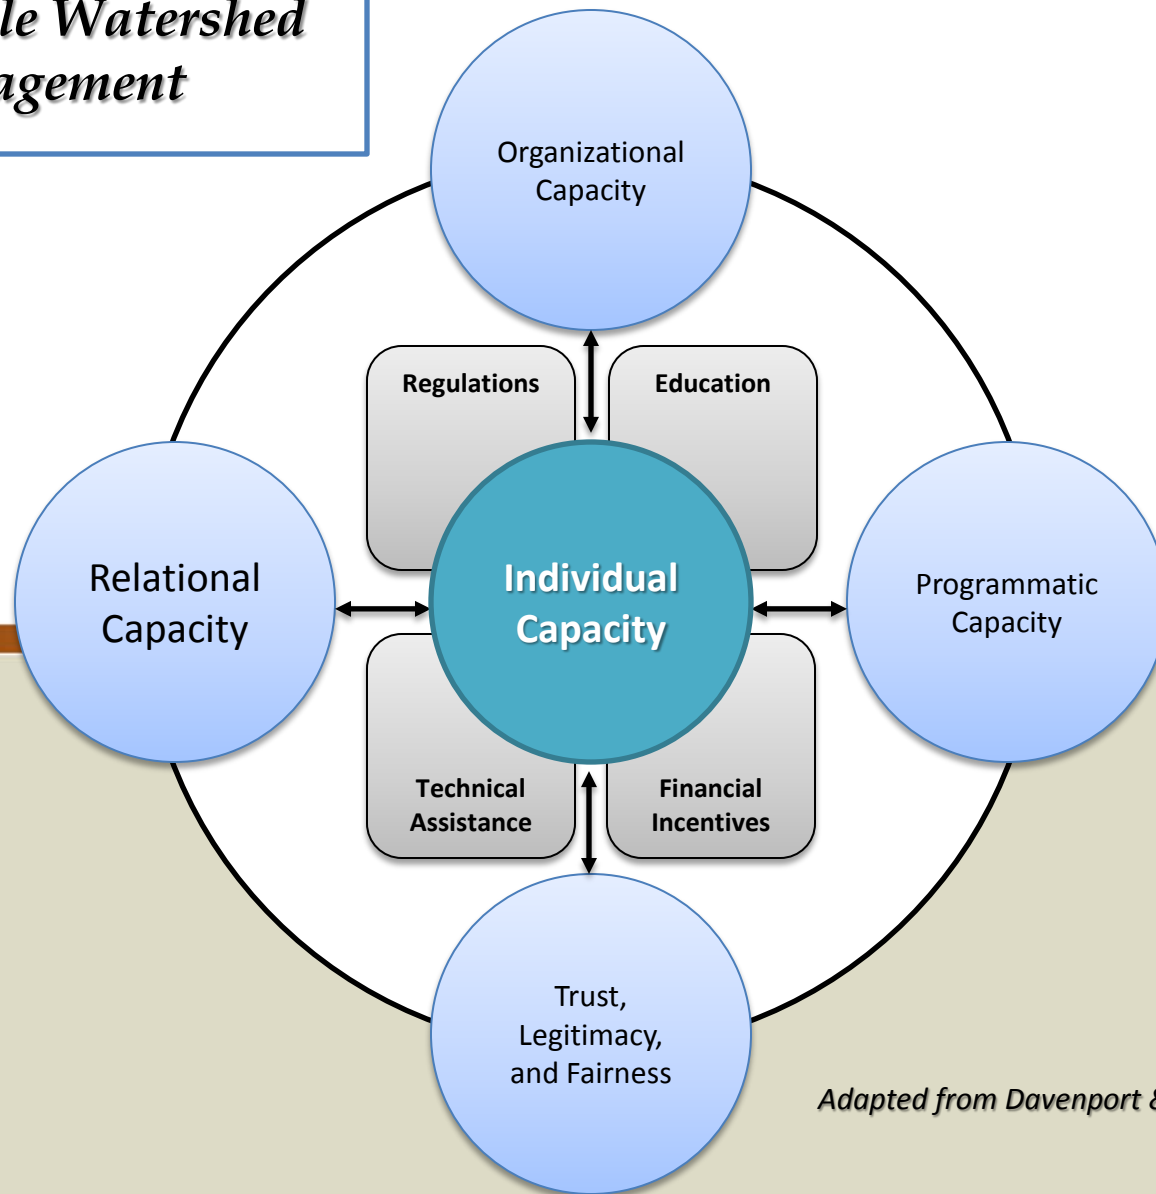 le Watershed
agement
Organizational
Capacity
Regulations
Education
Relational
Capacity
Individual
Capacity
Programmatic
Capacity
Technical
Assistance
Financial
Incentives
Trust,
Legitimacy,
and Fairness
Adapted from Davenport &